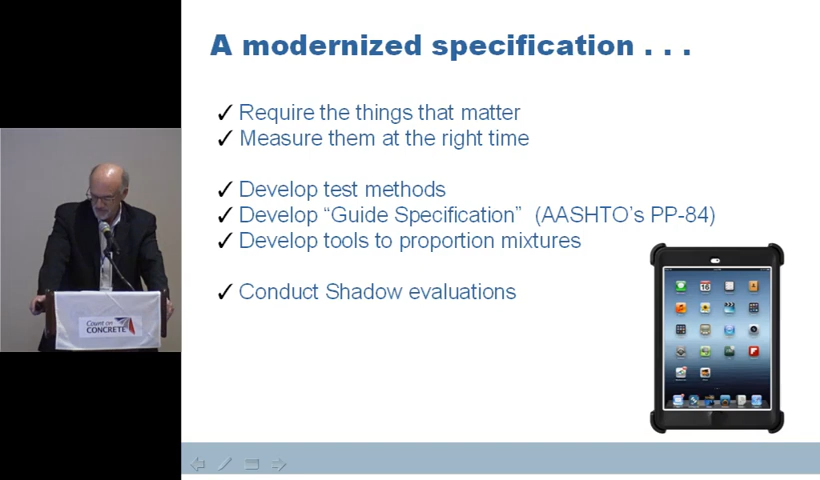 A modernized specification . . .
✓ Require the things that matter
✓ Measure them at the right time
✓ Develop test methods
✓ Develop “Guide Specification” (AASHTO’s PP-84)
✓ Develop tools to proportion mixtures
✓ Conduct Shadow evaluations
Count on
CONCRETE
16